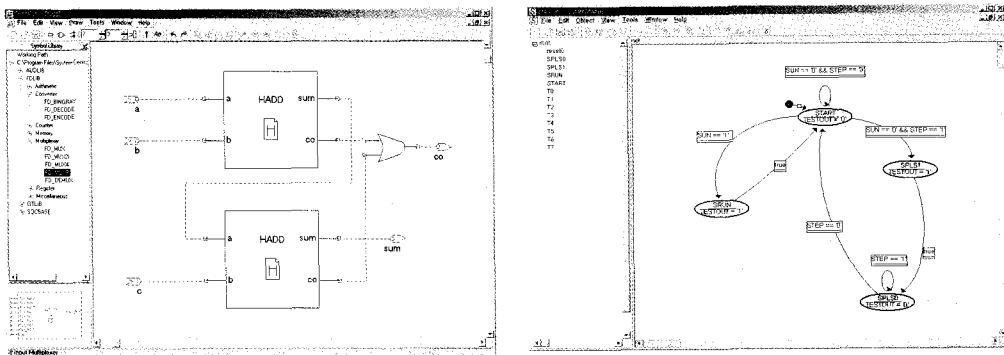 File Edit View Draw Tools Window Help
Symbol Library
Working Path
FDLIB
Arithmetic
Converter
FD_BINGRAY
FD_DECODE
FD_ENCODE
Counter
Memory
Multiplexer
FD_MUX
FD_DEMUX
Register
Miscellaneous
GTLIB
a
b
a
HADD
sum
H
b
co
co
a
HADD
sum
H
b
co
sum
c
Input Multiplexer
File Edit Object View Tools Window Help
root
SPLS0
SPLS1
SRUN
START
T0
T1
T2
T3
T4
T5
T6
T7
SUN == '0' && STEP == '0'
START
TESTOUT = '0'
SUN == '1'
SUN == '0' && STEP == '1'
true
SPLS1
TESTOUT = '1'
SRUN
TESTOUT = '1'
STEP == '0'
true
STEP == '1'
SPLS0
TESTOUT = '0'